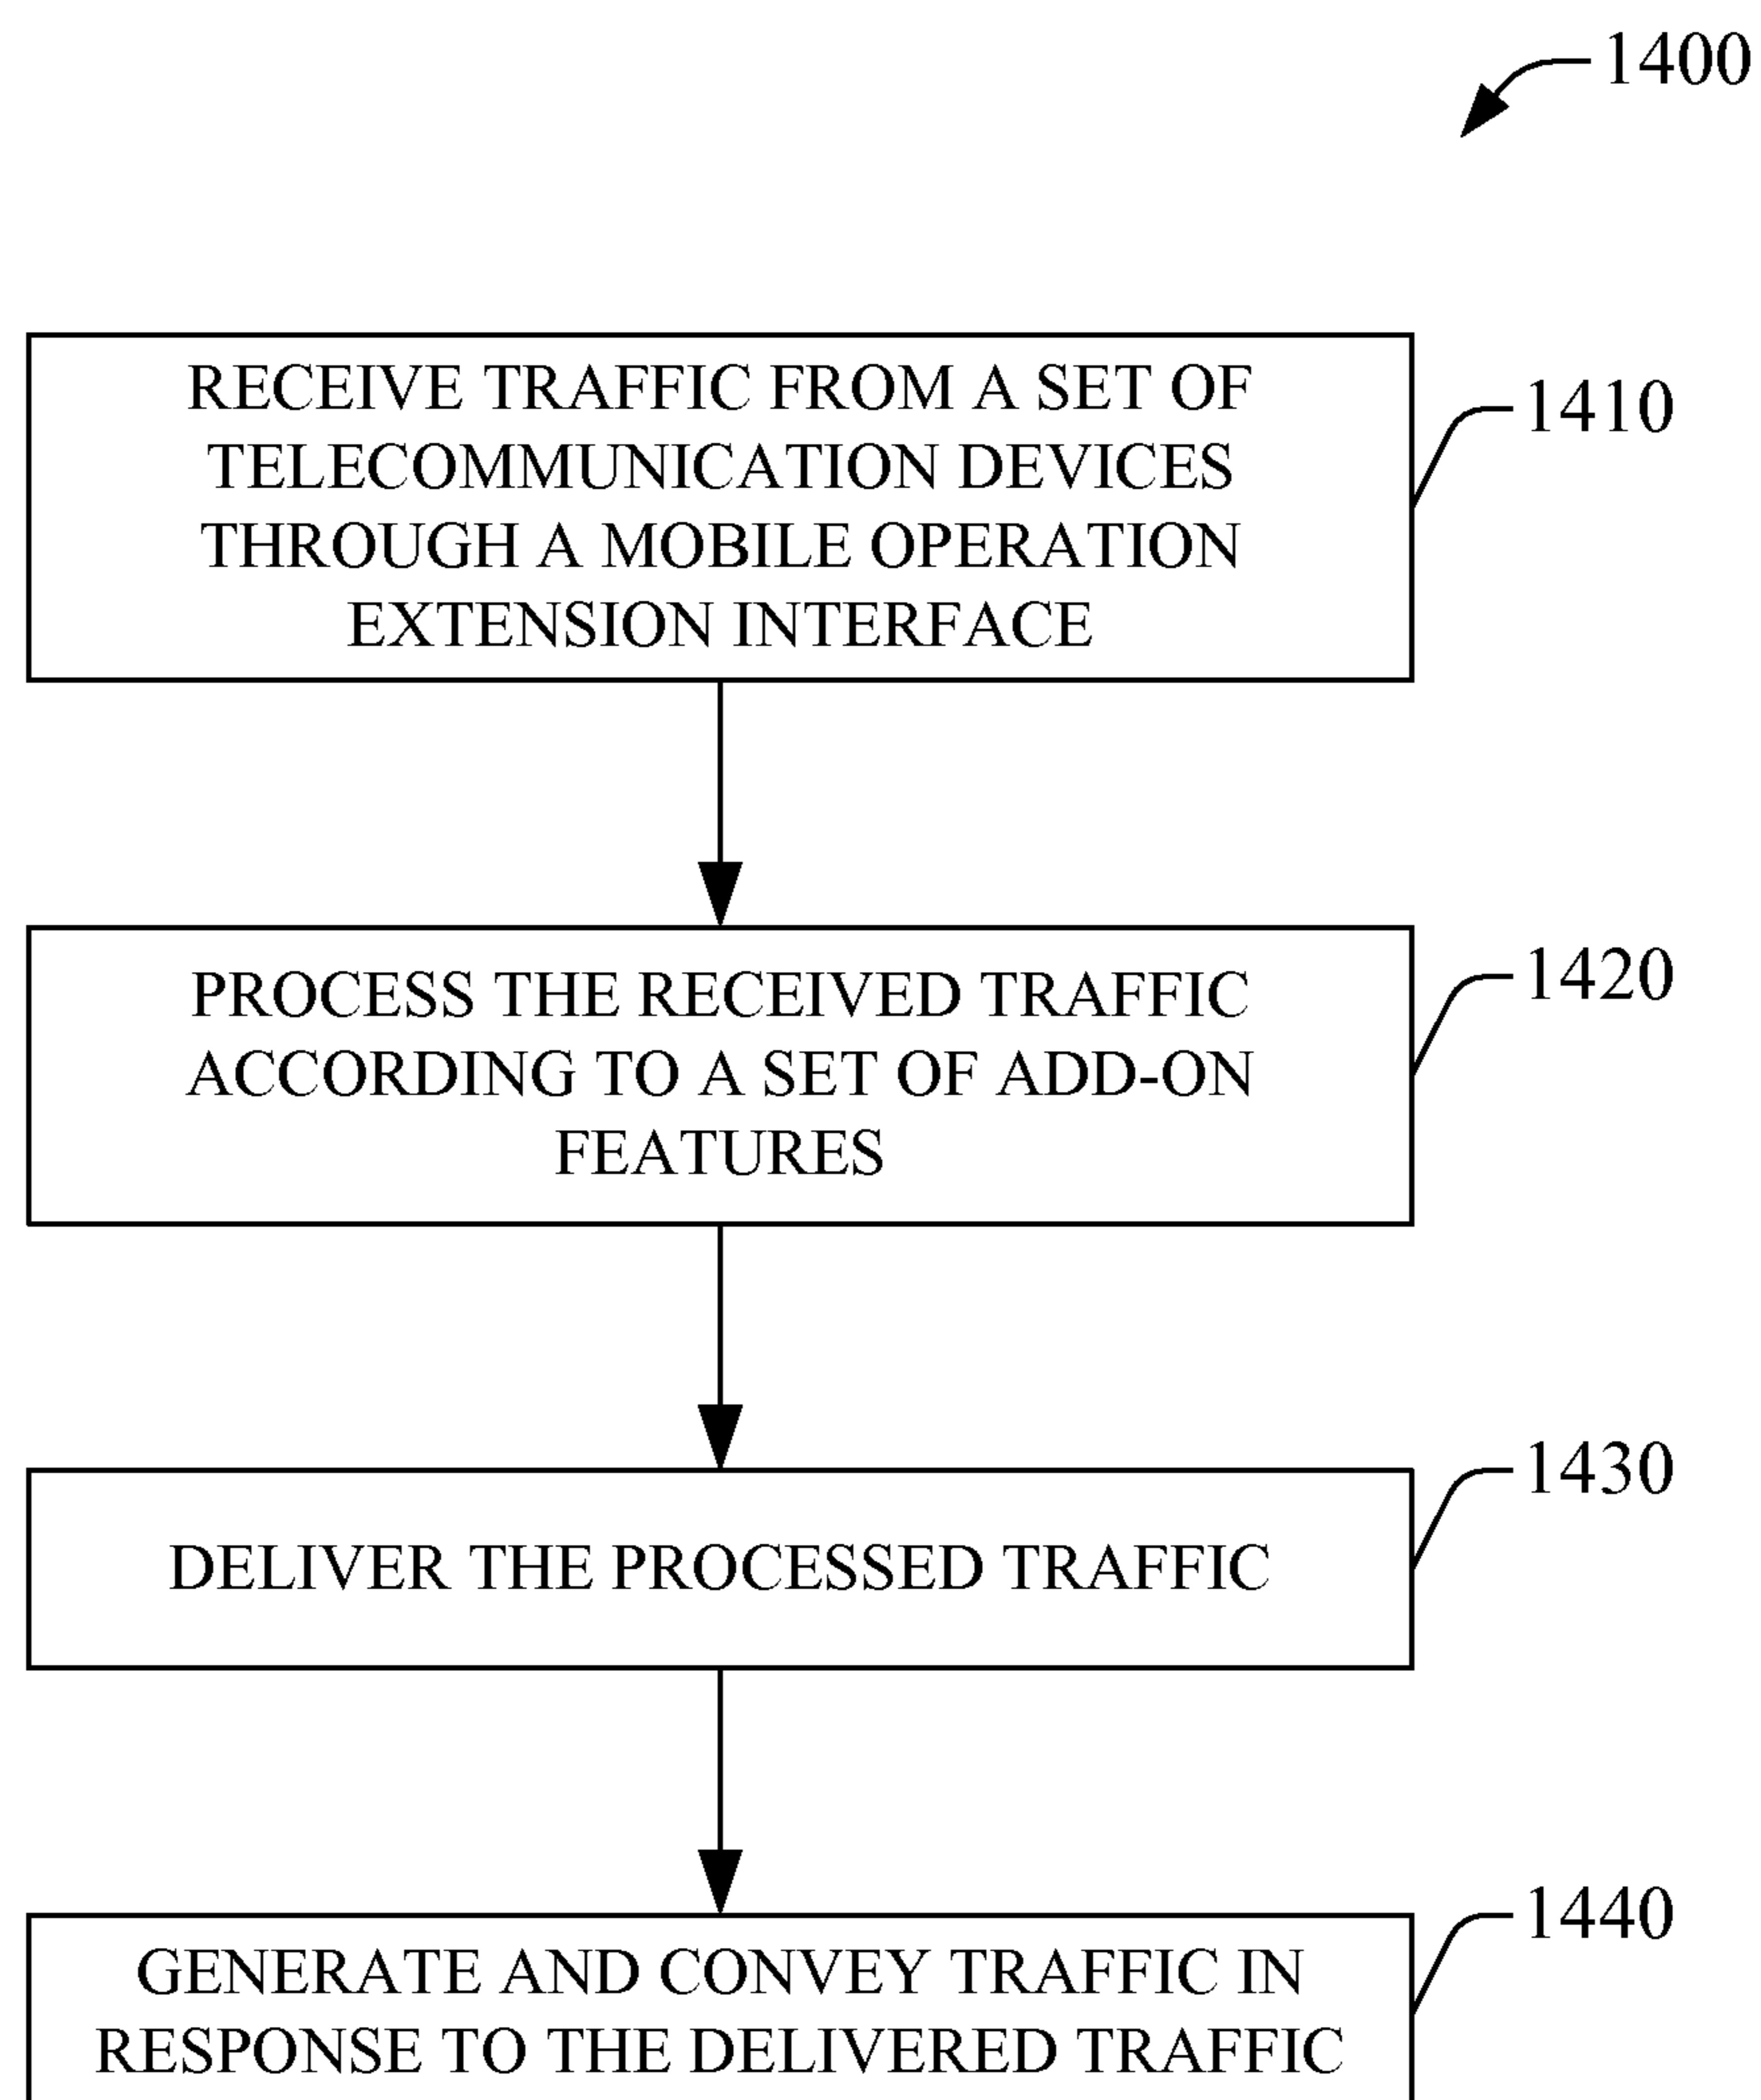 1400
RECEIVE TRAFFIC FROM A SET OF
TELECOMMUNICATION DEVICES
THROUGH A MOBILE OPERATION
EXTENSION INTERFACE
1410
PROCESS THE RECEIVED TRAFFIC
ACCORDING TO A SET OF ADD-ON
FEATURES
1420
DELIVER THE PROCESSED TRAFFIC
1430
GENERATE AND CONVEY TRAFFIC IN
RESPONSE TO THE DELIVERED TRAFFIC
1440